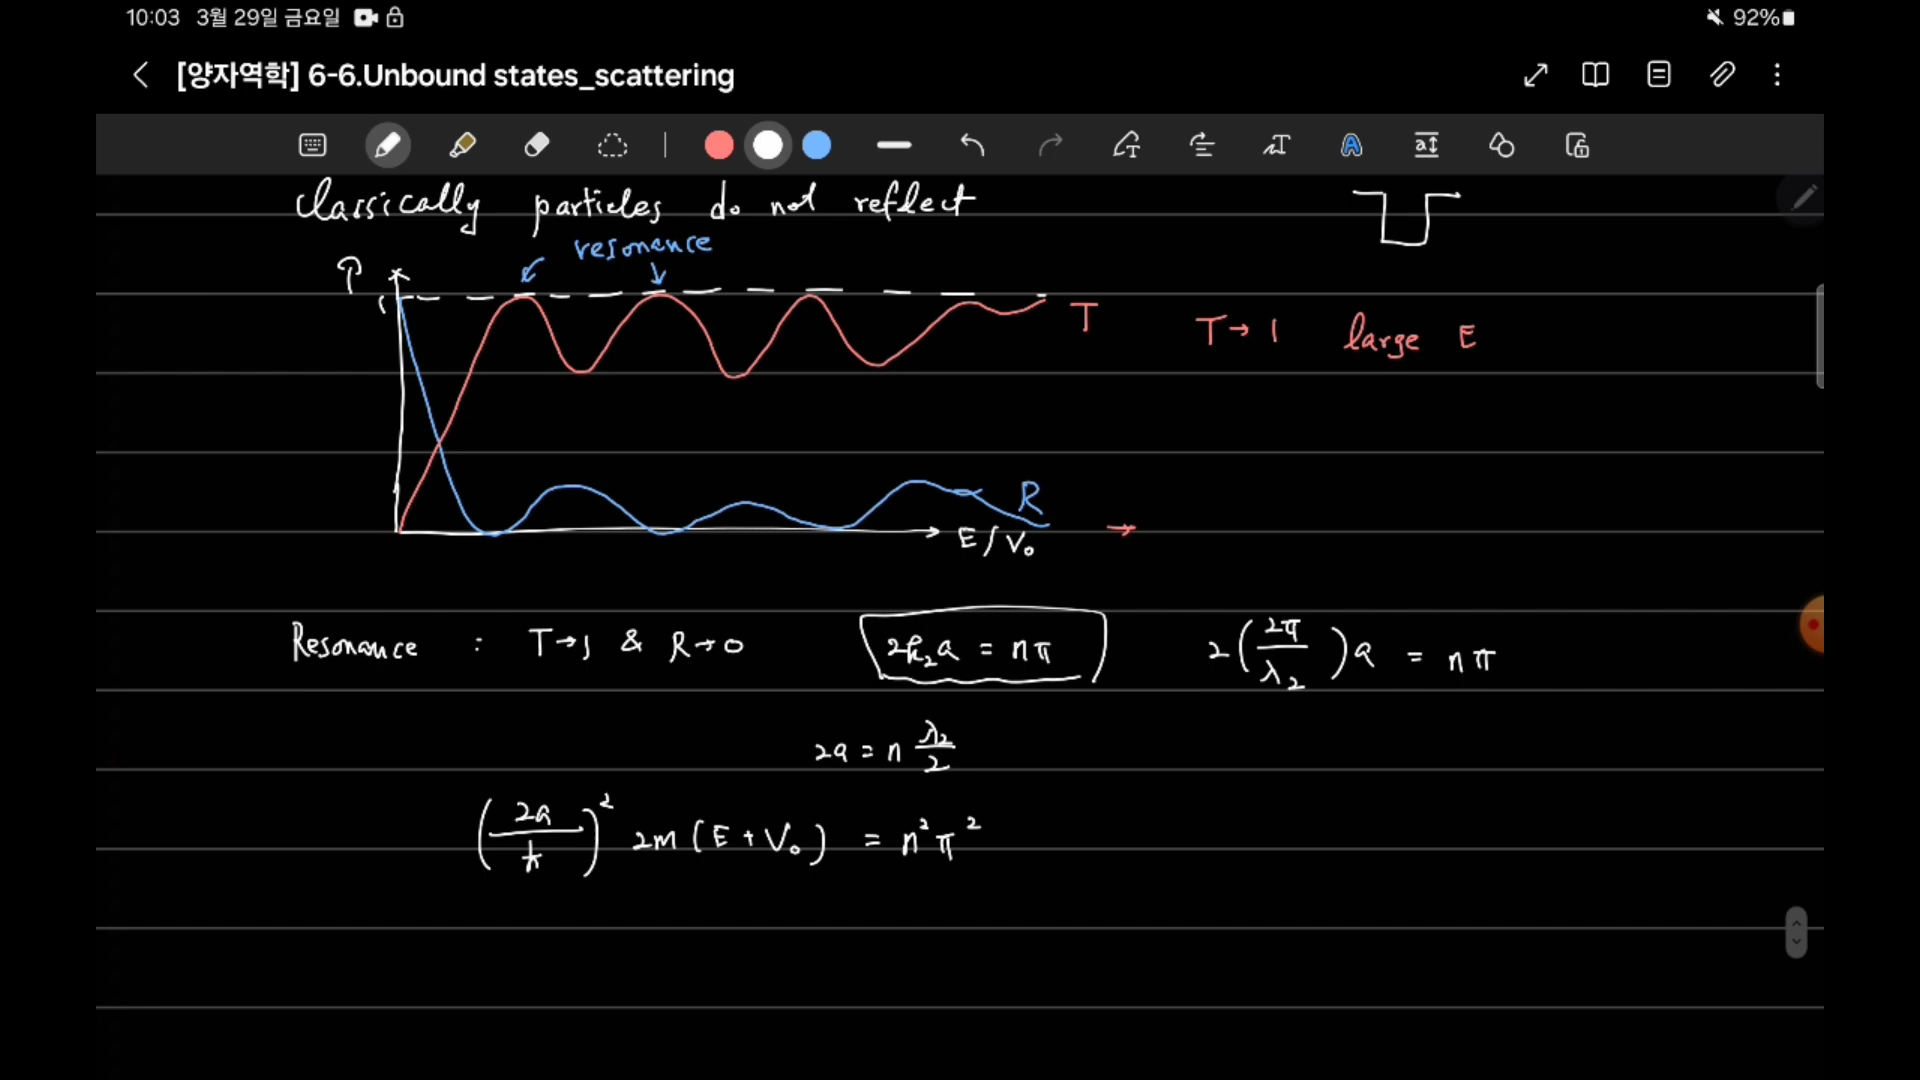 10:03 3월 29일 금요일 92%
[양자역학] 6-6.Unbound states_scattering
classically particles do not reflect
resonance
P
1
T T→1 large E
R
E/V₀
Resonance : T→1 & R→0 2k₂a = nπ 2(2π/λ₂)a = nπ
2a = n λ₂/2
(2a/ħ)² 2m(E + V₀) = n²π²